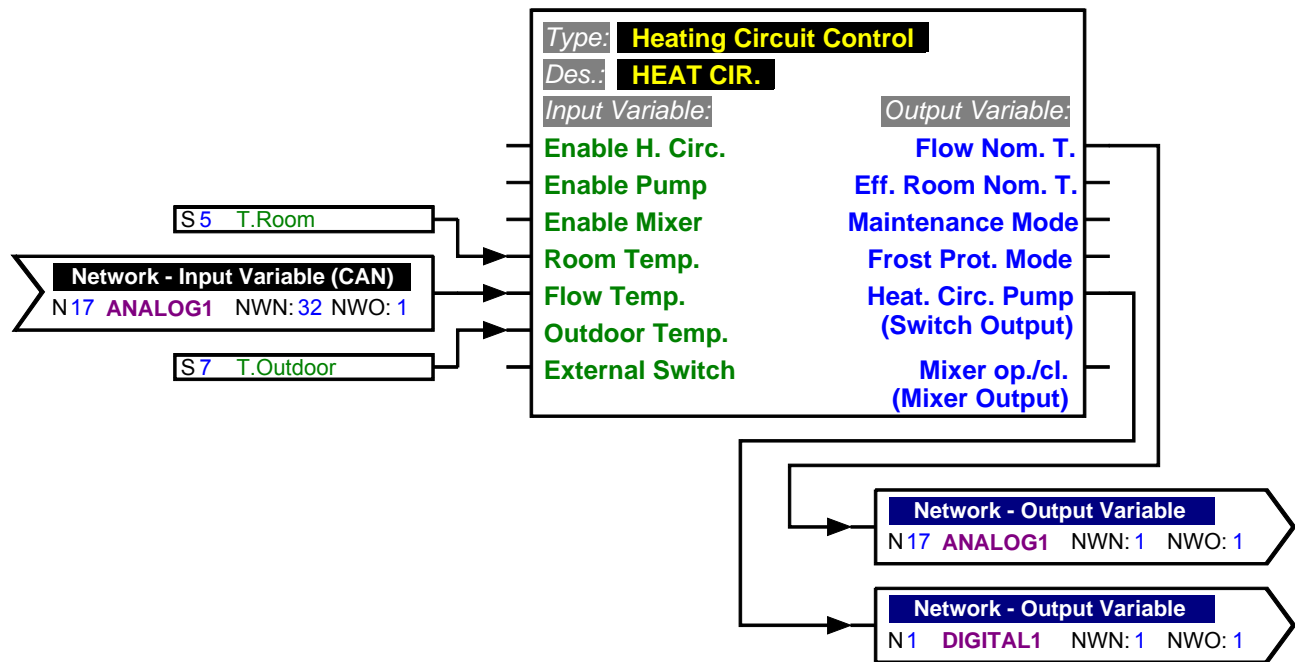 Type: Heating Circuit Control
Des.: HEAT CIR.
Input Variable: Output Variable:
Enable H. Circ. Flow Nom. T.
Enable Pump Eff. Room Nom. T.
S 5 T.Room
Enable Mixer Maintenance Mode
Room Temp. Frost Prot. Mode
Network - Input Variable (CAN)
N 17 ANALOG1 NWN: 32 NWO: 1
Flow Temp. Heat. Circ. Pump
(Switch Output)
Outdoor Temp.
S 7 T.Outdoor
External Switch Mixer op./cl.
(Mixer Output)
Network - Output Variable
N 17 ANALOG1 NWN: 1 NWO: 1
Network - Output Variable
N 1 DIGITAL1 NWN: 1 NWO: 1